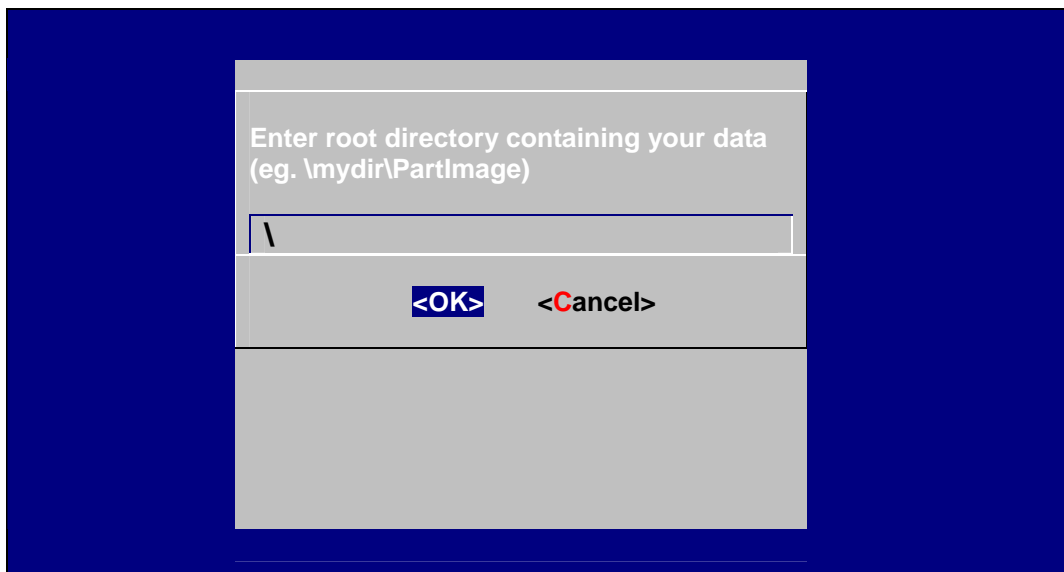 Enter root directory containing your data
(eg. \mydir\PartImage)
\
<OK> <Cancel>